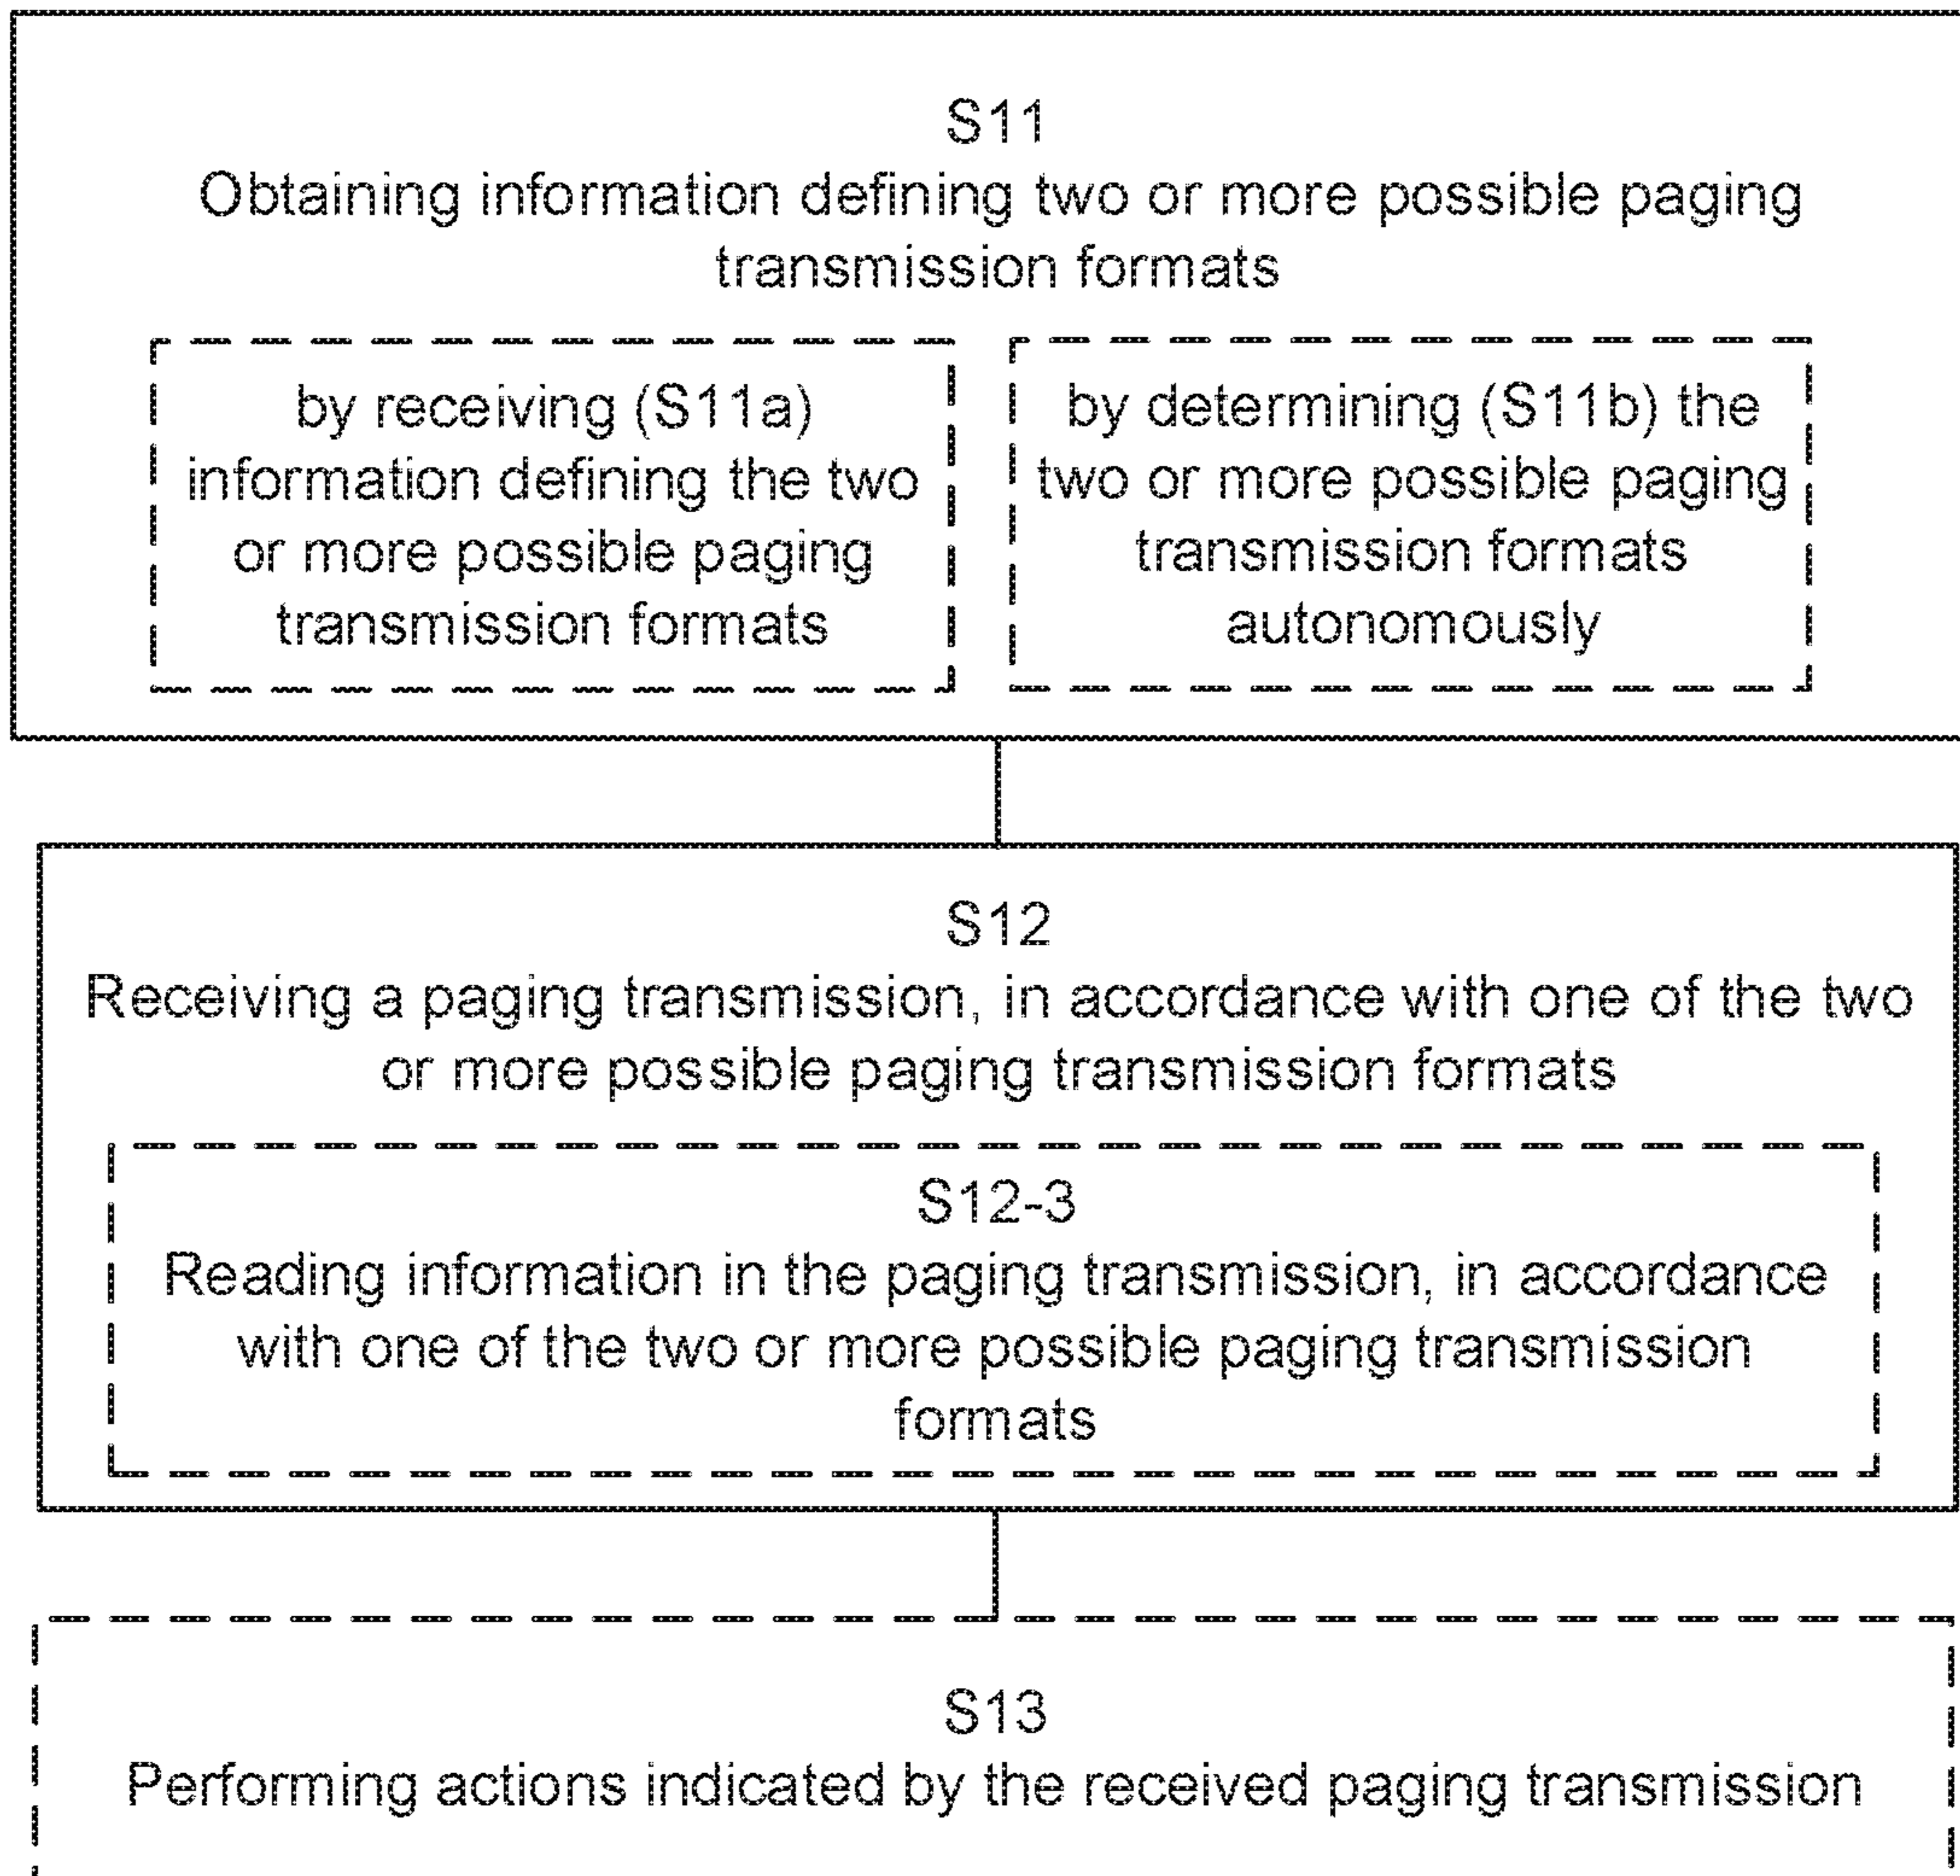 S11
Obtaining information defining two or more possible paging
transmission formats
by receiving (S11a)
information defining the two
or more possible paging
transmission formats
by determining (S11b) the
two or more possible paging
transmission formats
autonomously
S12
Receiving a paging transmission, in accordance with one of the two
or more possible paging transmission formats
S12-3
Reading information in the paging transmission, in accordance
with one of the two or more possible paging transmission
formats
S13
Performing actions indicated by the received paging transmission